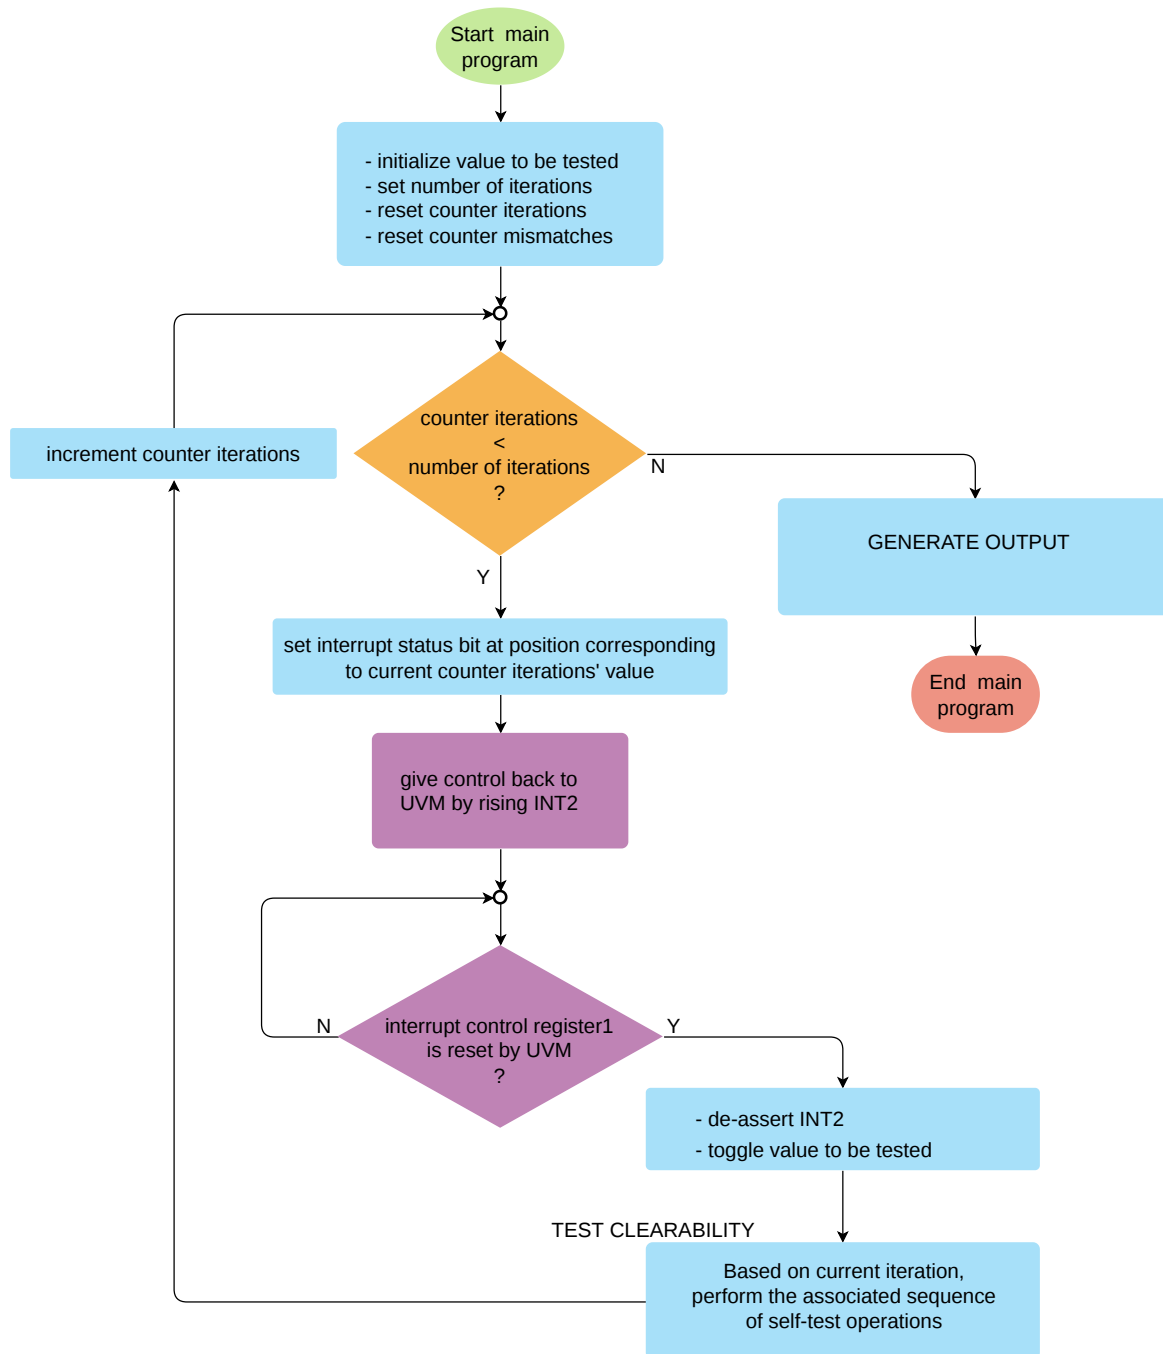 Start main
program
- initialize value to be tested
- set number of iterations
- reset counter iterations
- reset counter mismatches
counter iterations
<
number of iterations
?
N
Y
increment counter iterations
GENERATE OUTPUT
End main
program
set interrupt status bit at position corresponding
to current counter iterations' value
give control back to
UVM by rising INT2
interrupt control register1
is reset by UVM
?
N
Y
- de-assert INT2
- toggle value to be tested
TEST CLEARABILITY
Based on current iteration,
perform the associated sequence
of self-test operations